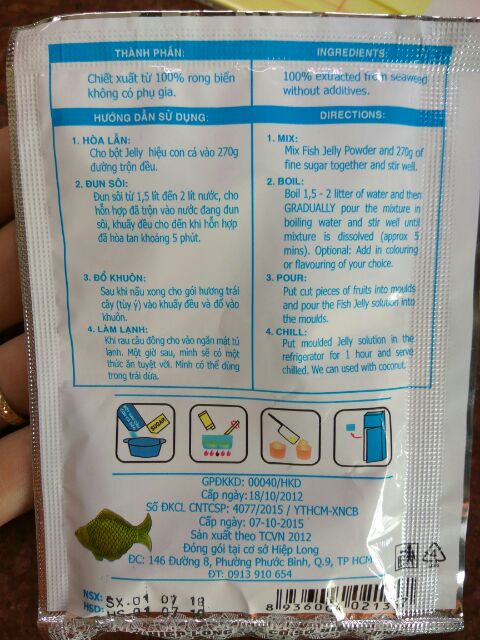 THÀNH PHẦN:
Chiết xuất từ 100% rong biển
không có phụ gia.
INGREDIENTS:
100% extracted from seaweed
without additives.
HƯỚNG DẪN SỬ DỤNG:
1. HÒA LẪN:
Cho bột Jelly hiệu con cá vào 270g
đường trộn đều.
2. ĐUN SÔI:
Đun sôi từ 1,5 lít đến 2 lít nước, cho
hỗn hợp đã trộn vào nước đang đun
sôi, khuấy đều cho đến khi hỗn hợp
đã hòa tan khoảng 5 phút.
3. ĐỔ KHUÔN:
Sau khi nấu xong cho gói hương trái
cây (tùy ý) vào khuấy đều và đổ vào
khuôn.
4. LÀM LẠNH:
Khi rau câu đông cho vào ngăn mát tủ
lạnh. Một giờ sau, mình sẽ có một
thức ăn tuyệt vời. Mình có thể dùng
trong trái dừa.
DIRECTIONS:
1. MIX:
Mix Fish Jelly Powder and 270g of
fine sugar together and stir well.
2. BOIL:
Boil 1,5 - 2 litter of water and then
GRADUALLY pour the mixture in
boiling water and stir well until
mixture is dissolved (approx 5
mins). Optional: Add in colouring
or flavouring of your choice.
3. POUR:
Put cut pieces of fruits into moulds
and pour the Fish Jelly solution into
the moulds.
4. CHILL:
Put moulded Jelly solution in the
refrigerator for 1 hour and serve
chilled. We can used with coconut.
SUGAR
GPĐKKD: 00040/HKD
Cấp ngày: 18/10/2012
Số ĐKCL CNTCSP: 4077/2015 / YTHCM-XNCB
Cấp ngày: 07-10-2015
Sản xuất theo TCVN 2012
Đóng gói tại cơ sở Hiệp Long
ĐC: 146 Đường 8, Phường Phước Bình, Q.9, TP HCM
ĐT: 0913 910 654
NSX: SX.01 07 18
HSD: